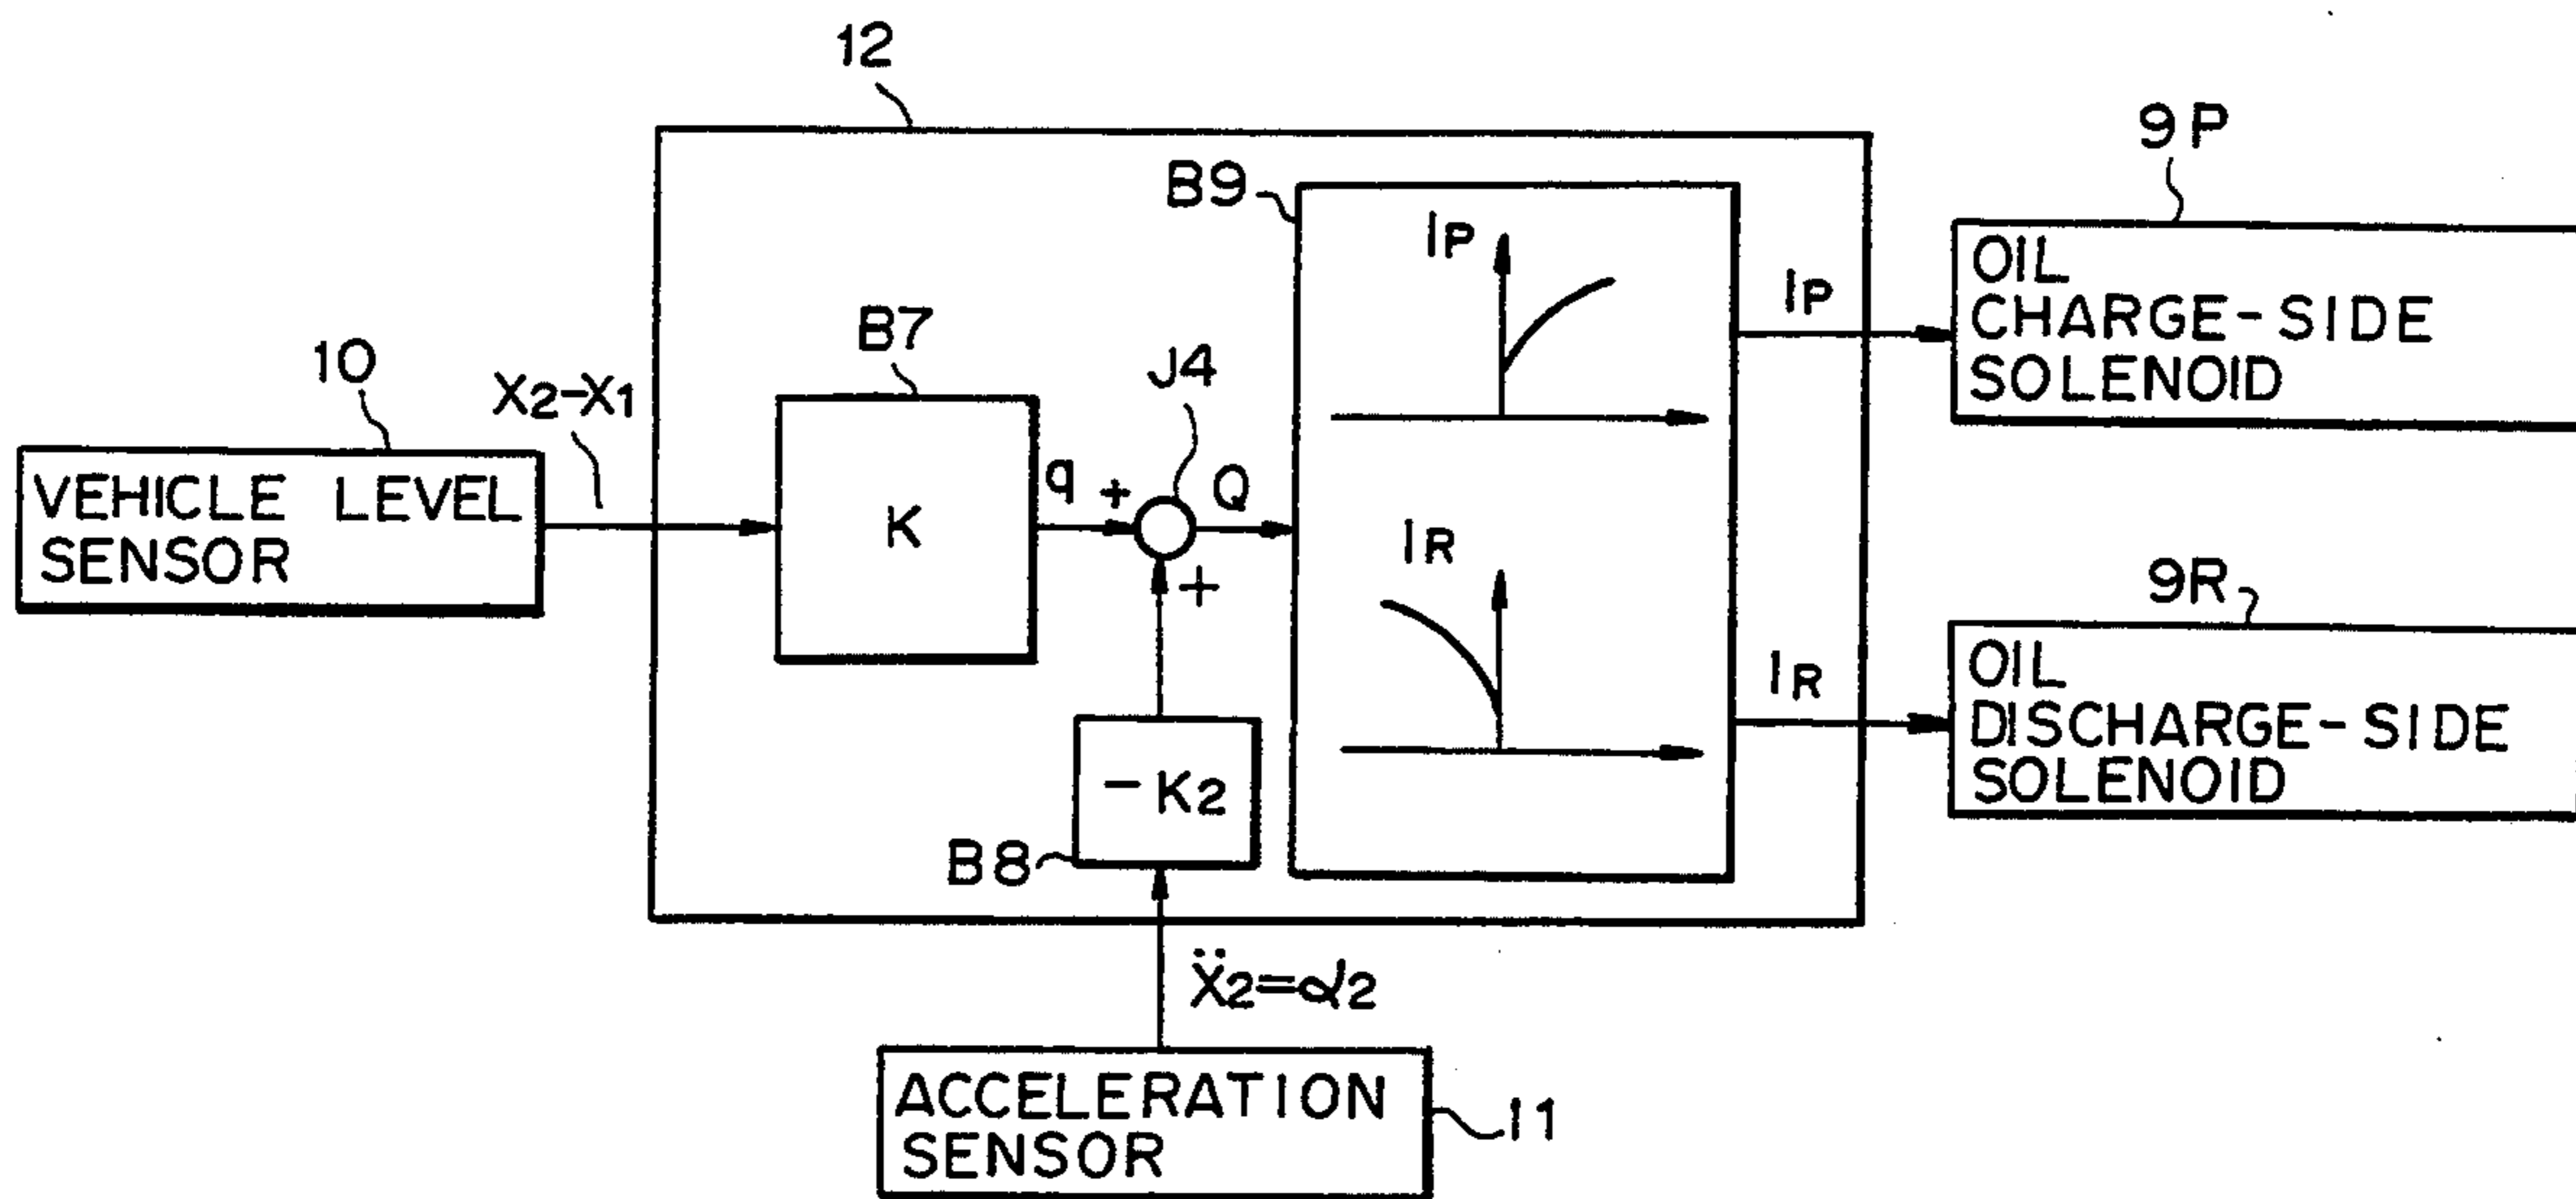 12
9P
B9
IP
OIL
CHARGE-SIDE
SOLENOID
IP
B7
J4
10
X2-X1
VEHICLE LEVEL
SENSOR
K
q
+
Q
+
IR
9R
OIL
DISCHARGE-SIDE
SOLENOID
IR
-K2
B8
Ẍ2=α2
ACCELERATION
SENSOR
11